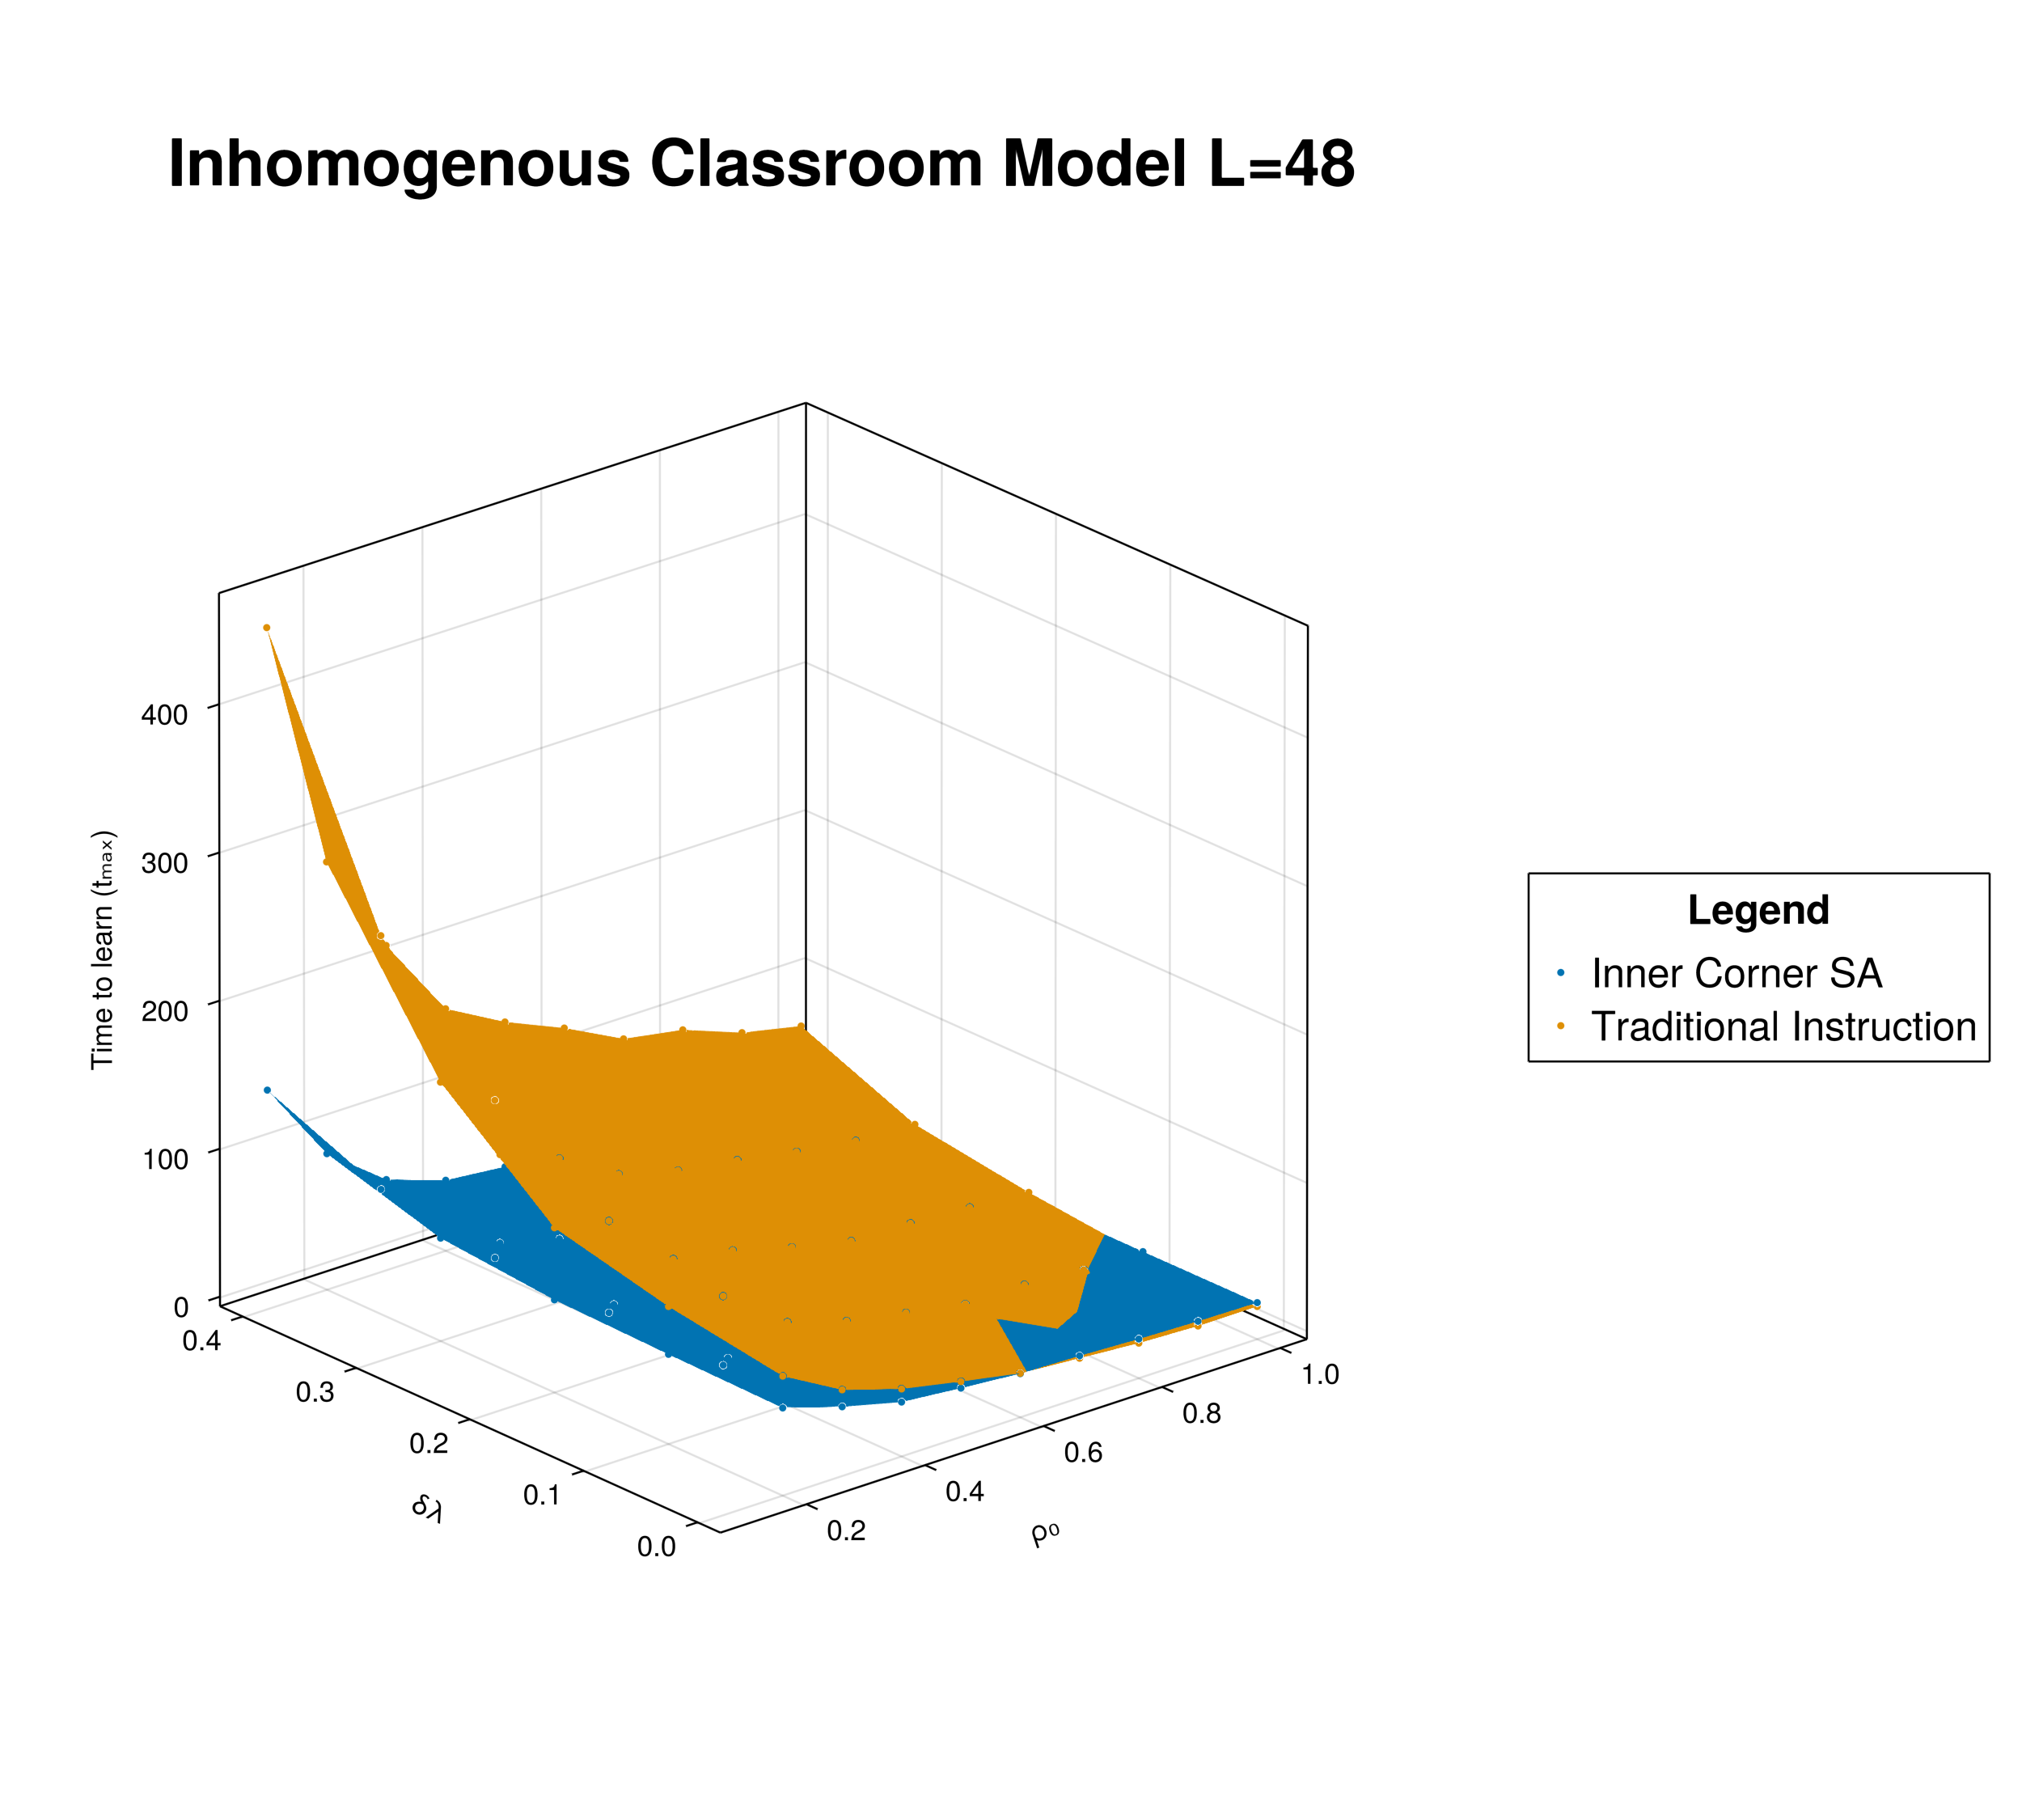 Inhomogenous Classroom Model L=48
400
300
200
100
0
Time to learn (tₘₐₓ)
0.4
0.3
0.2
0.1
0.0
δλ
0.2
0.4
0.6
0.8
1.0
ρ⁰
Legend
Inner Corner SA
Traditional Instruction